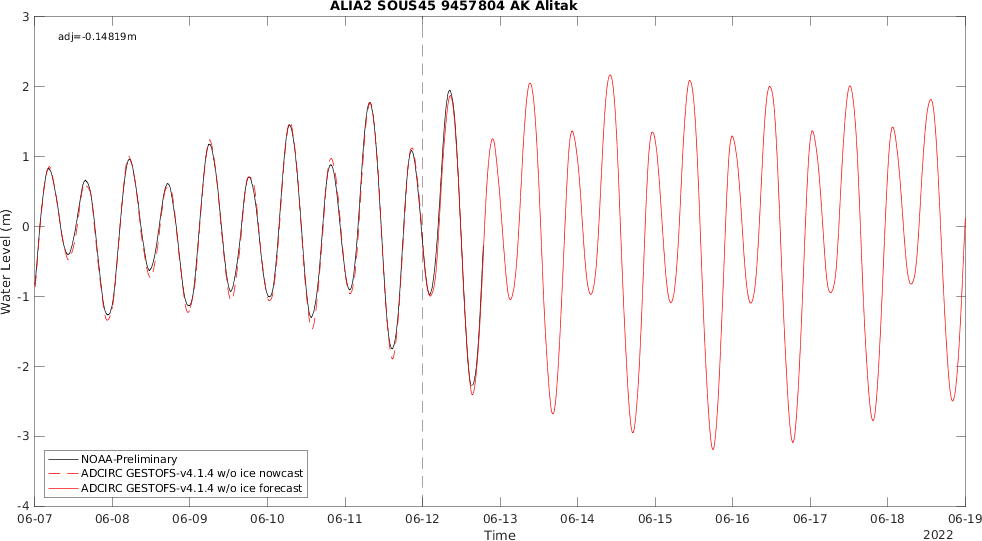 ALIA2 SOUS45 9457804 AK Alitak
adj=-0.14819m
3
2
1
0
-1
-2
-3
-4
Water Level (m)
NOAA-Preliminary
ADCIRC GESTOFS-v4.1.4 w/o ice nowcast
ADCIRC GESTOFS-v4.1.4 w/o ice forecast
06-07 06-08 06-09 06-10 06-11 06-12 06-13 06-14 06-15 06-16 06-17 06-18 06-19
Time
2022